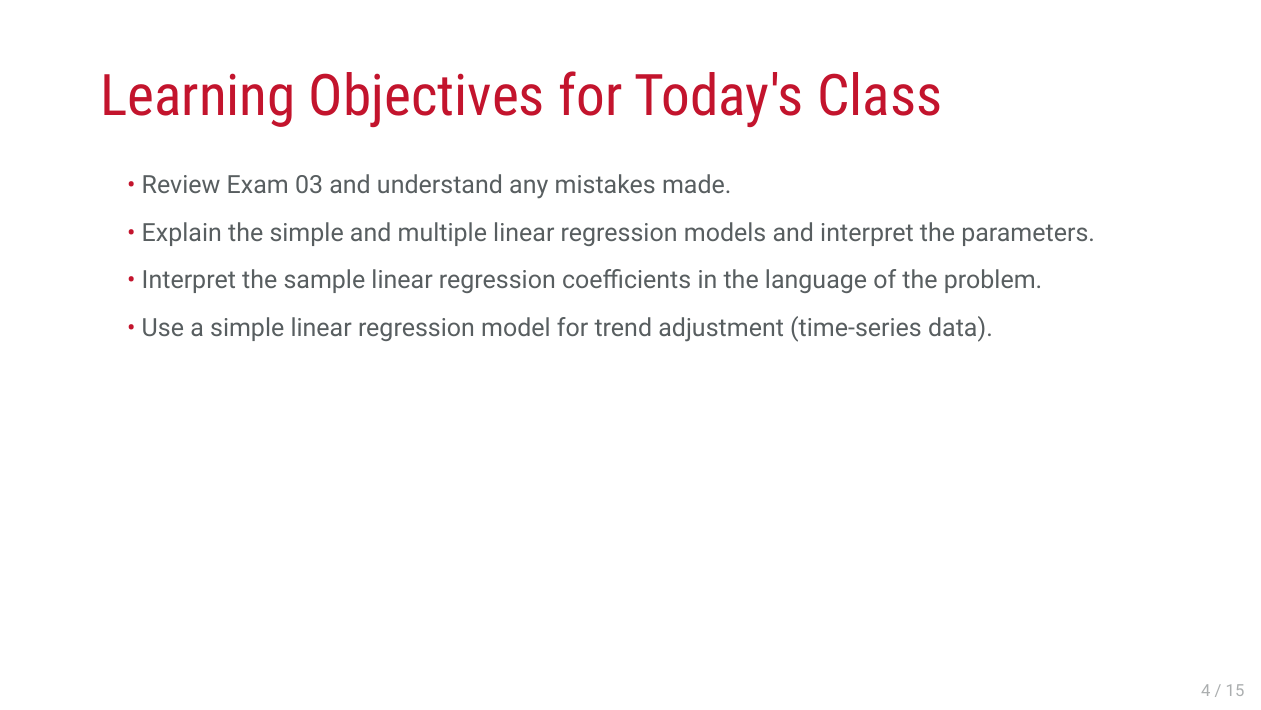 Learning Objectives for Today's Class
• Review Exam 03 and understand any mistakes made.
• Explain the simple and multiple linear regression models and interpret the parameters.
• Interpret the sample linear regression coefficients in the language of the problem.
• Use a simple linear regression model for trend adjustment (time-series data).
4 / 15